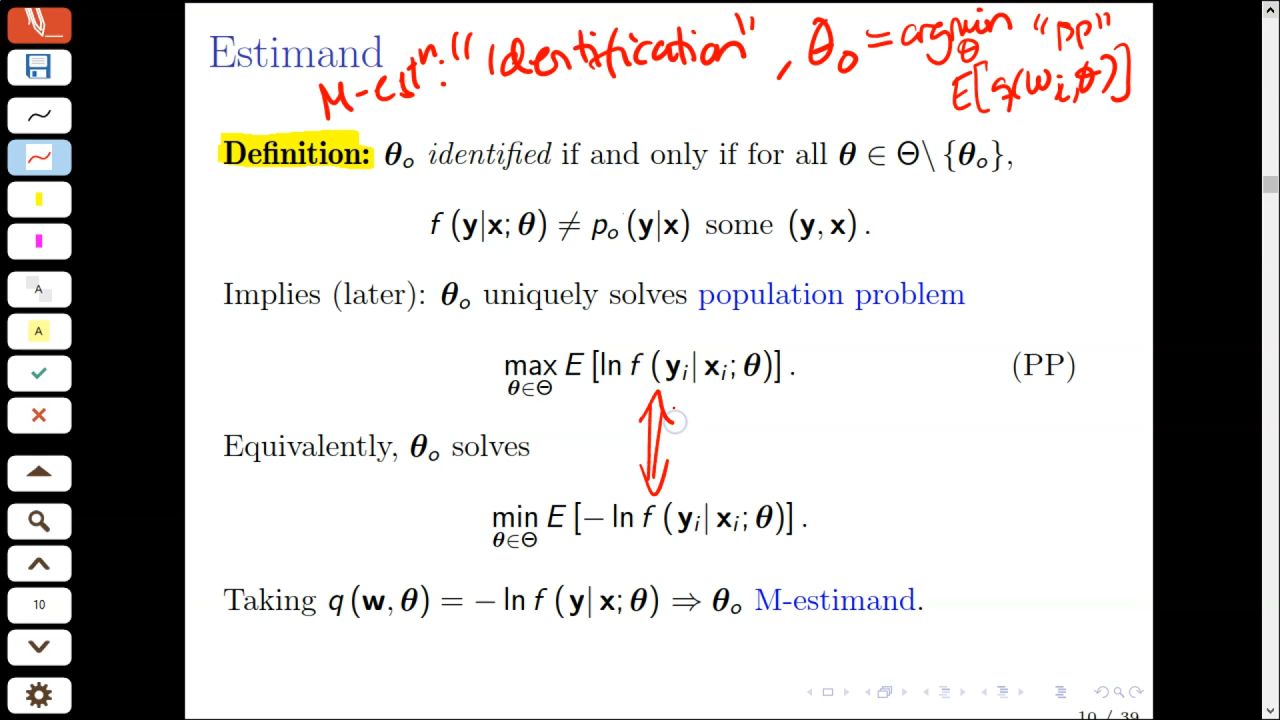 Estimand
M-estⁿ: "Identification", θ₀ = argmin "PP"
θ
E[q(wᵢ,θ)]
Definition: θₒ identified if and only if for all θ ∈ Θ\ {θₒ},
f (y|x; θ) ≠ pₒ (y|x) some (y, x) .
Implies (later): θₒ uniquely solves population problem
max E [ln f (yᵢ| xᵢ; θ)] . (PP)
θ∈Θ
Equivalently, θₒ solves
min E [− ln f (yᵢ| xᵢ; θ)] .
θ∈Θ
Taking q (w, θ) = − ln f (y| x; θ) ⇒ θₒ M-estimand.
A
A
10
10 / 39